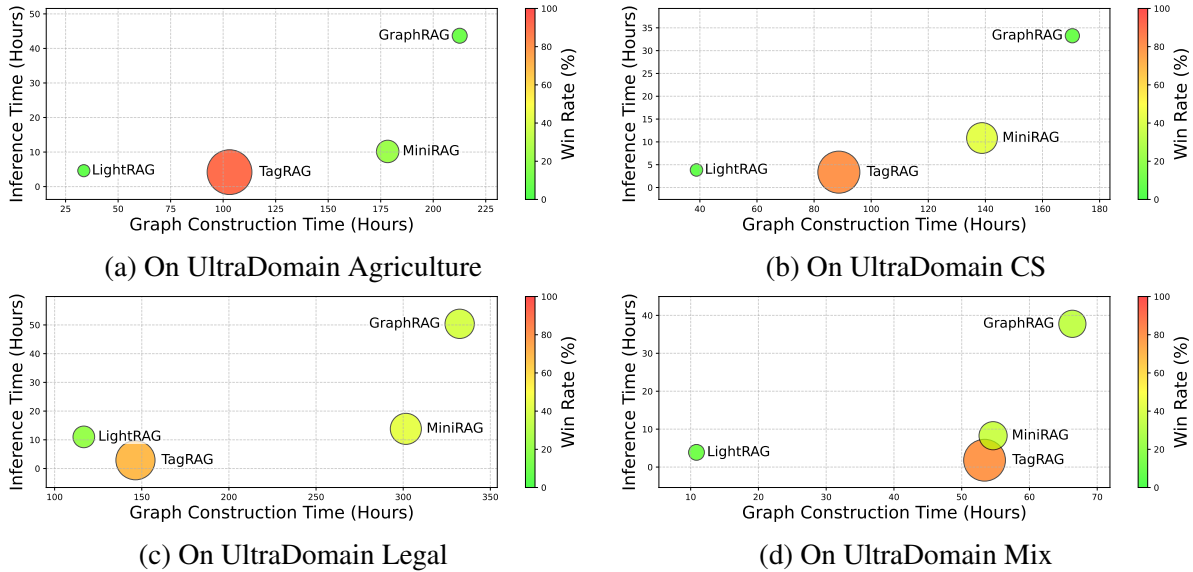 Inference Time (Hours)
50
40
30
20
10
0
25 50 75 100 125 150 175 200 225
Graph Construction Time (Hours)
GraphRAG
MiniRAG
LightRAG
TagRAG
100
80
60
40
20
0
Win Rate (%)
(a) On UltraDomain Agriculture
Inference Time (Hours)
35
30
25
20
15
10
5
0
40 60 80 100 120 140 160 180
Graph Construction Time (Hours)
GraphRAG
MiniRAG
LightRAG
TagRAG
100
80
60
40
20
0
Win Rate (%)
(b) On UltraDomain CS
Inference Time (Hours)
50
40
30
20
10
0
100 150 200 250 300 350
Graph Construction Time (Hours)
GraphRAG
MiniRAG
LightRAG
TagRAG
100
80
60
40
20
0
Win Rate (%)
(c) On UltraDomain Legal
Inference Time (Hours)
40
30
20
10
0
10 20 30 40 50 60 70
Graph Construction Time (Hours)
GraphRAG
MiniRAG
LightRAG
TagRAG
100
80
60
40
20
0
Win Rate (%)
(d) On UltraDomain Mix